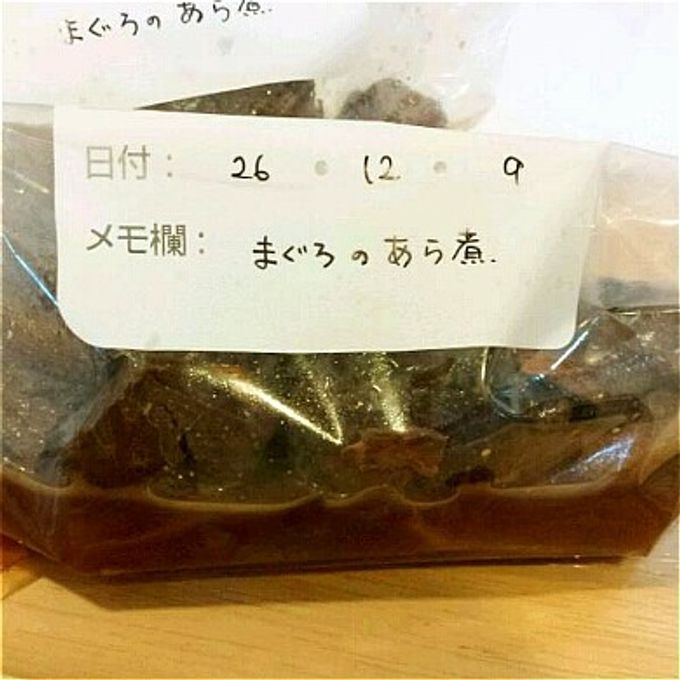 まぐろのあら煮.
日付： 26 ・ 12 ・ 9
メモ欄： まぐろのあら煮.